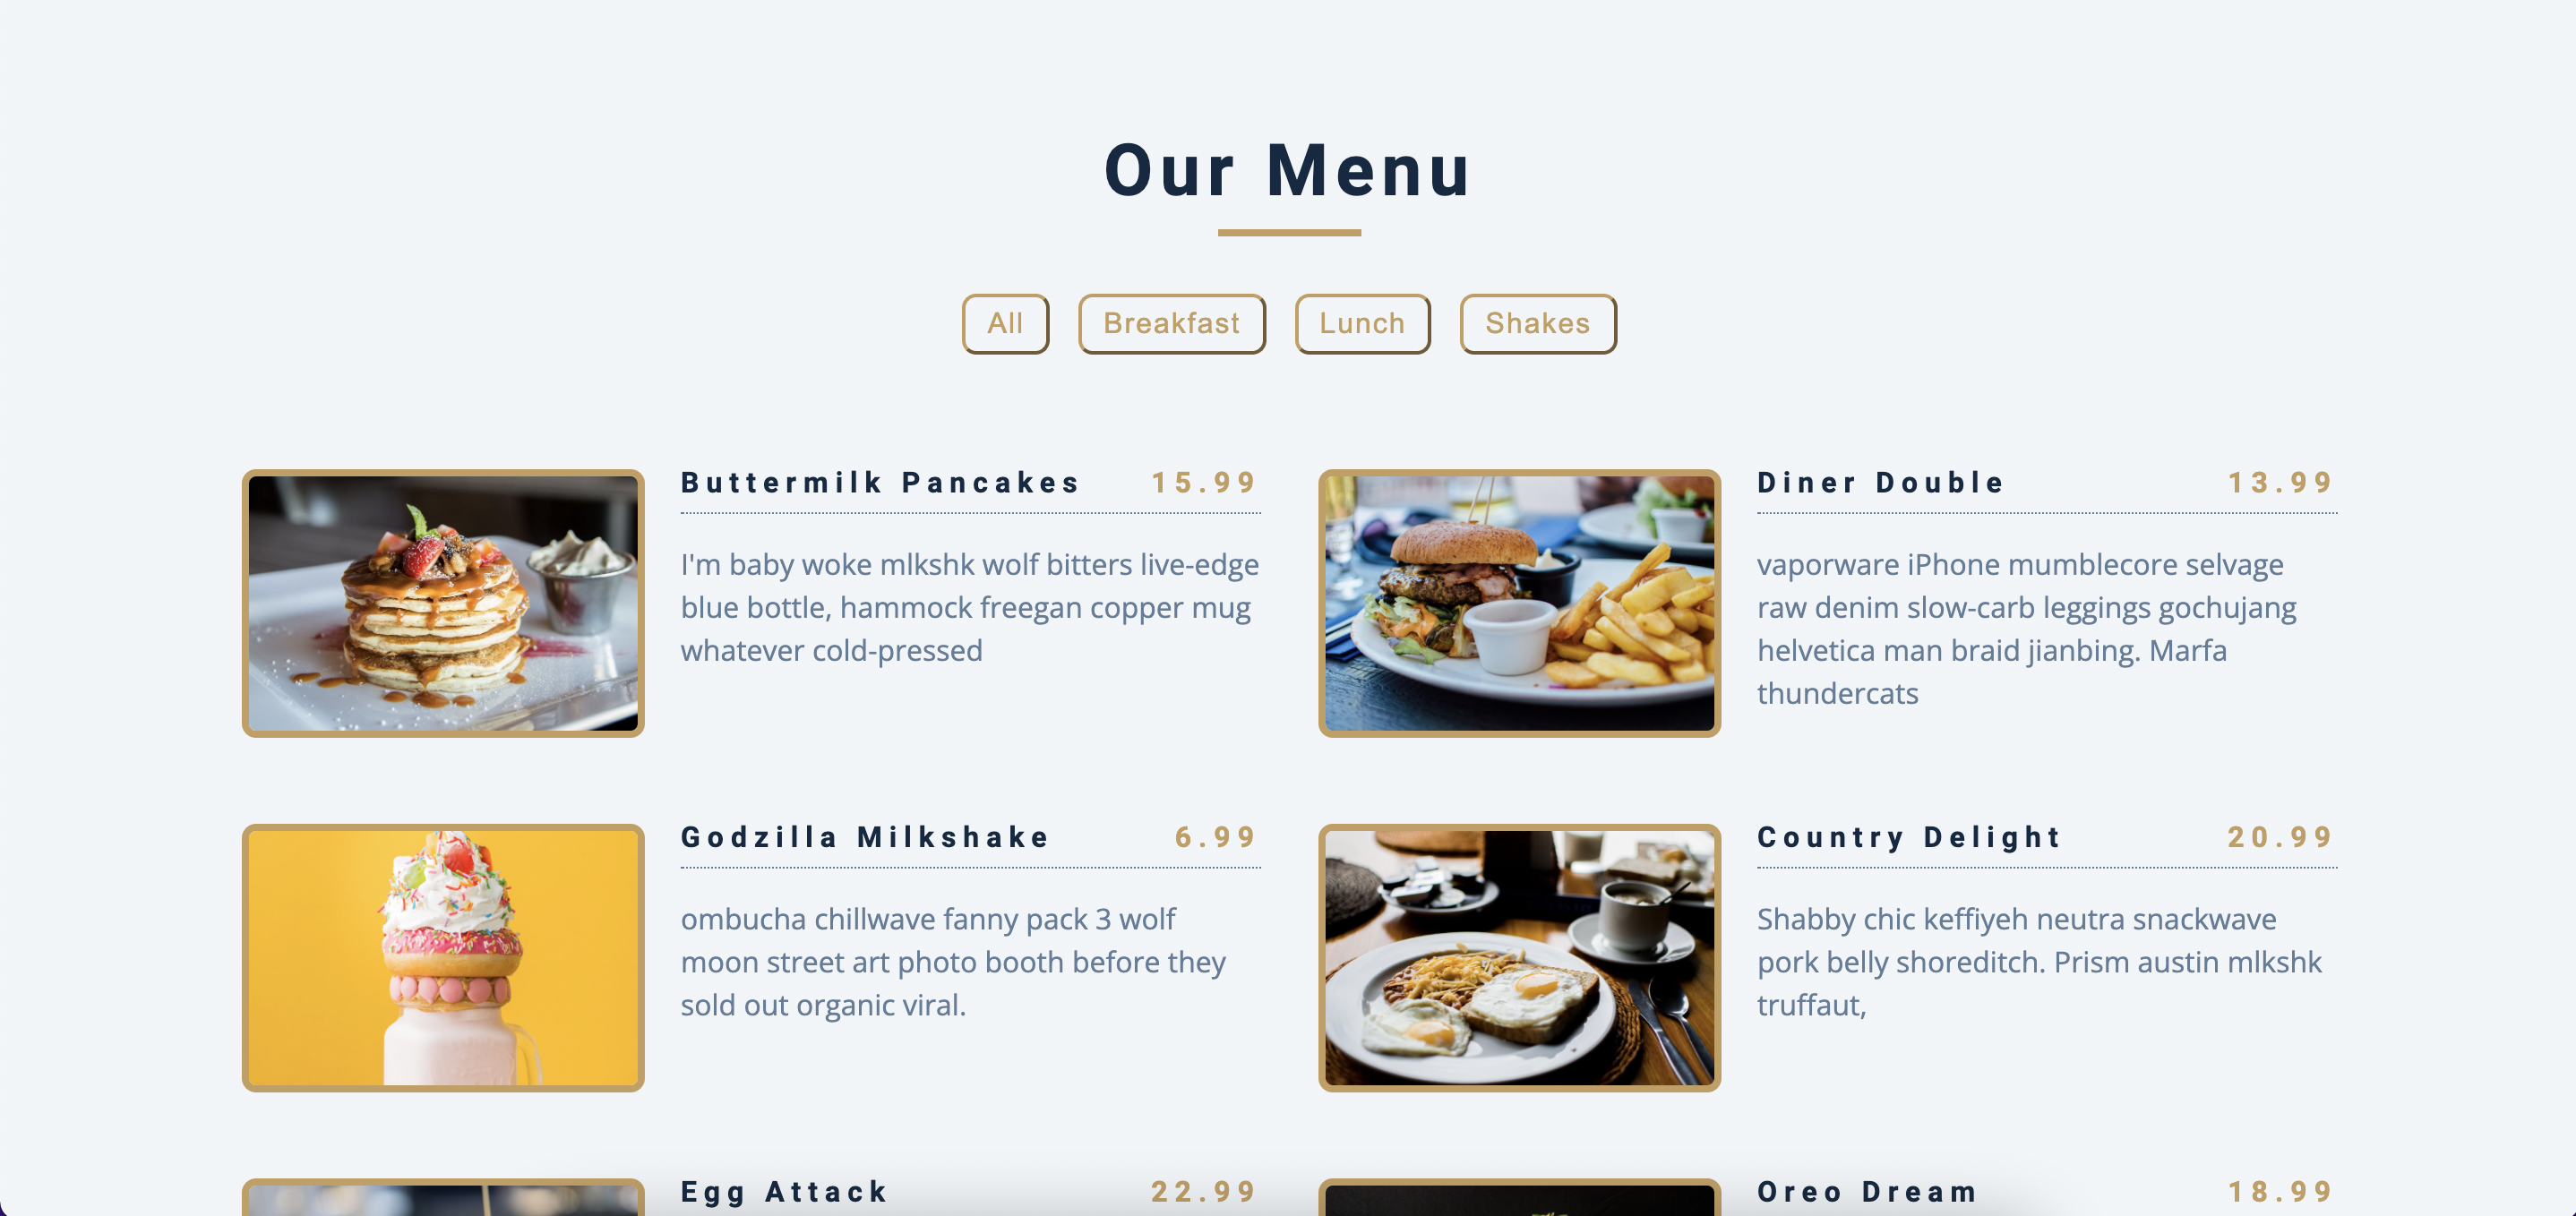 Our Menu
All
Breakfast
Lunch
Shakes
Buttermilk Pancakes 15.99
I'm baby woke mlkshk wolf bitters live-edge
blue bottle, hammock freegan copper mug
whatever cold-pressed
Diner Double 13.99
vaporware iPhone mumblecore selvage
raw denim slow-carb leggings gochujang
helvetica man braid jianbing. Marfa
thundercats
Godzilla Milkshake 6.99
ombucha chillwave fanny pack 3 wolf
moon street art photo booth before they
sold out organic viral.
Country Delight 20.99
Shabby chic keffiyeh neutra snackwave
pork belly shoreditch. Prism austin mlkshk
truffaut,
Egg Attack 22.99
Oreo Dream 18.99